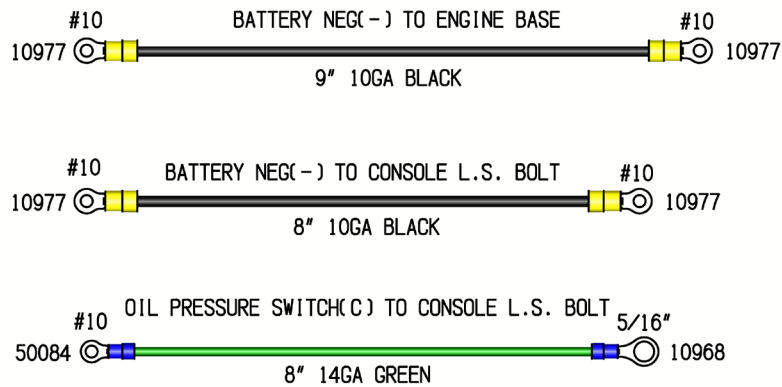 #10 BATTERY NEG(-) TO ENGINE BASE #10
10977 10977
9" 10GA BLACK
#10 BATTERY NEG(-) TO CONSOLE L.S. BOLT #10
10977 10977
8" 10GA BLACK
OIL PRESSURE SWITCH(C) TO CONSOLE L.S. BOLT
#10 5/16"
50084 10968
8" 14GA GREEN